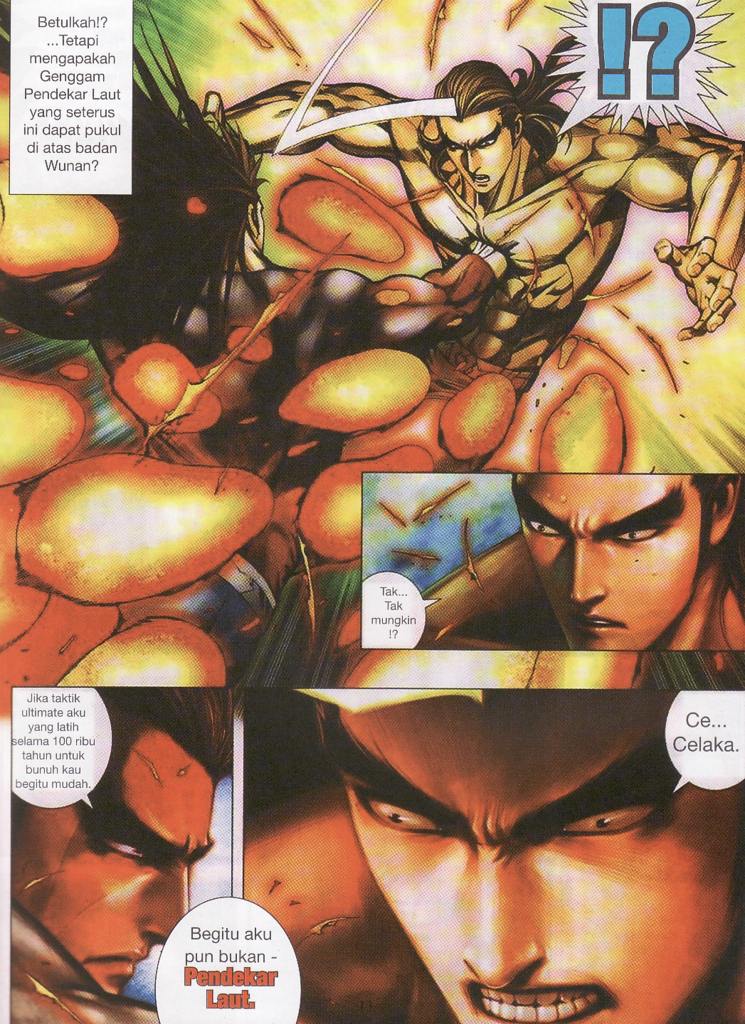 Betulkah!?
...Tetapi
mengapakah
Genggam
Pendekar Laut
yang seterus
ini dapat pukul
di atas badan
Wunan?
!?
Tak...
Tak
mungkin
!?
Jika taktik
ultimate aku
yang latih
selama 100 ribu
tahun untuk
bunuh kau
begitu mudah.
Ce...
Celaka.
Begitu aku
pun bukan -
Pendekar
Laut.